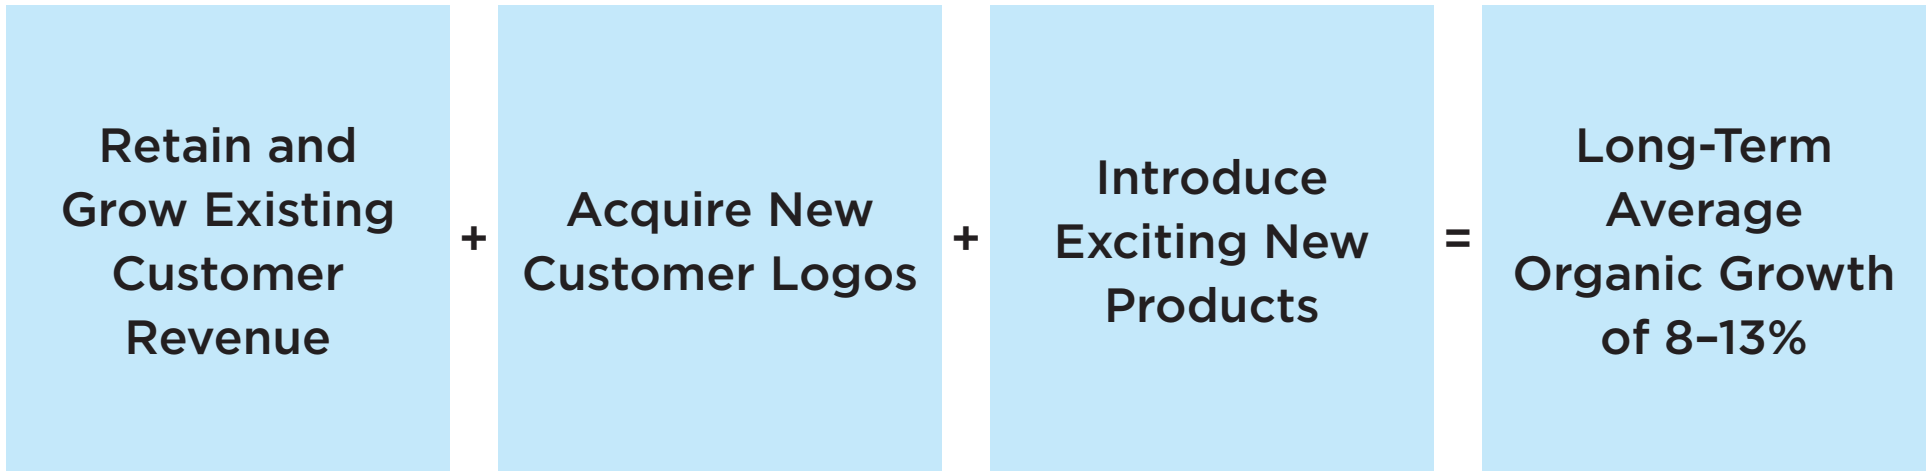 Retain and
Grow Existing
Customer
Revenue
+
Acquire New
Customer Logos
+
Introduce
Exciting New
Products
=
Long-Term
Average
Organic Growth
of 8–13%